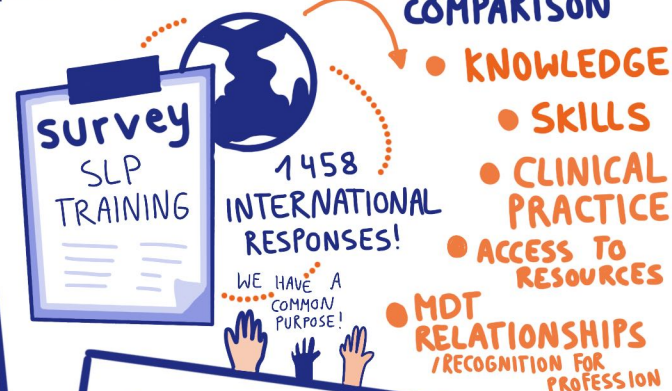 COMPARISON
survey
SLP
TRAINING
1458
INTERNATIONAL
RESPONSES!
WE HAVE A
COMMON
PURPOSE!
KNOWLEDGE
SKILLS
CLINICAL
PRACTICE
ACCESS TO
RESOURCES
MDT
RELATIONSHIPS
/RECOGNITION FOR
PROFESSION